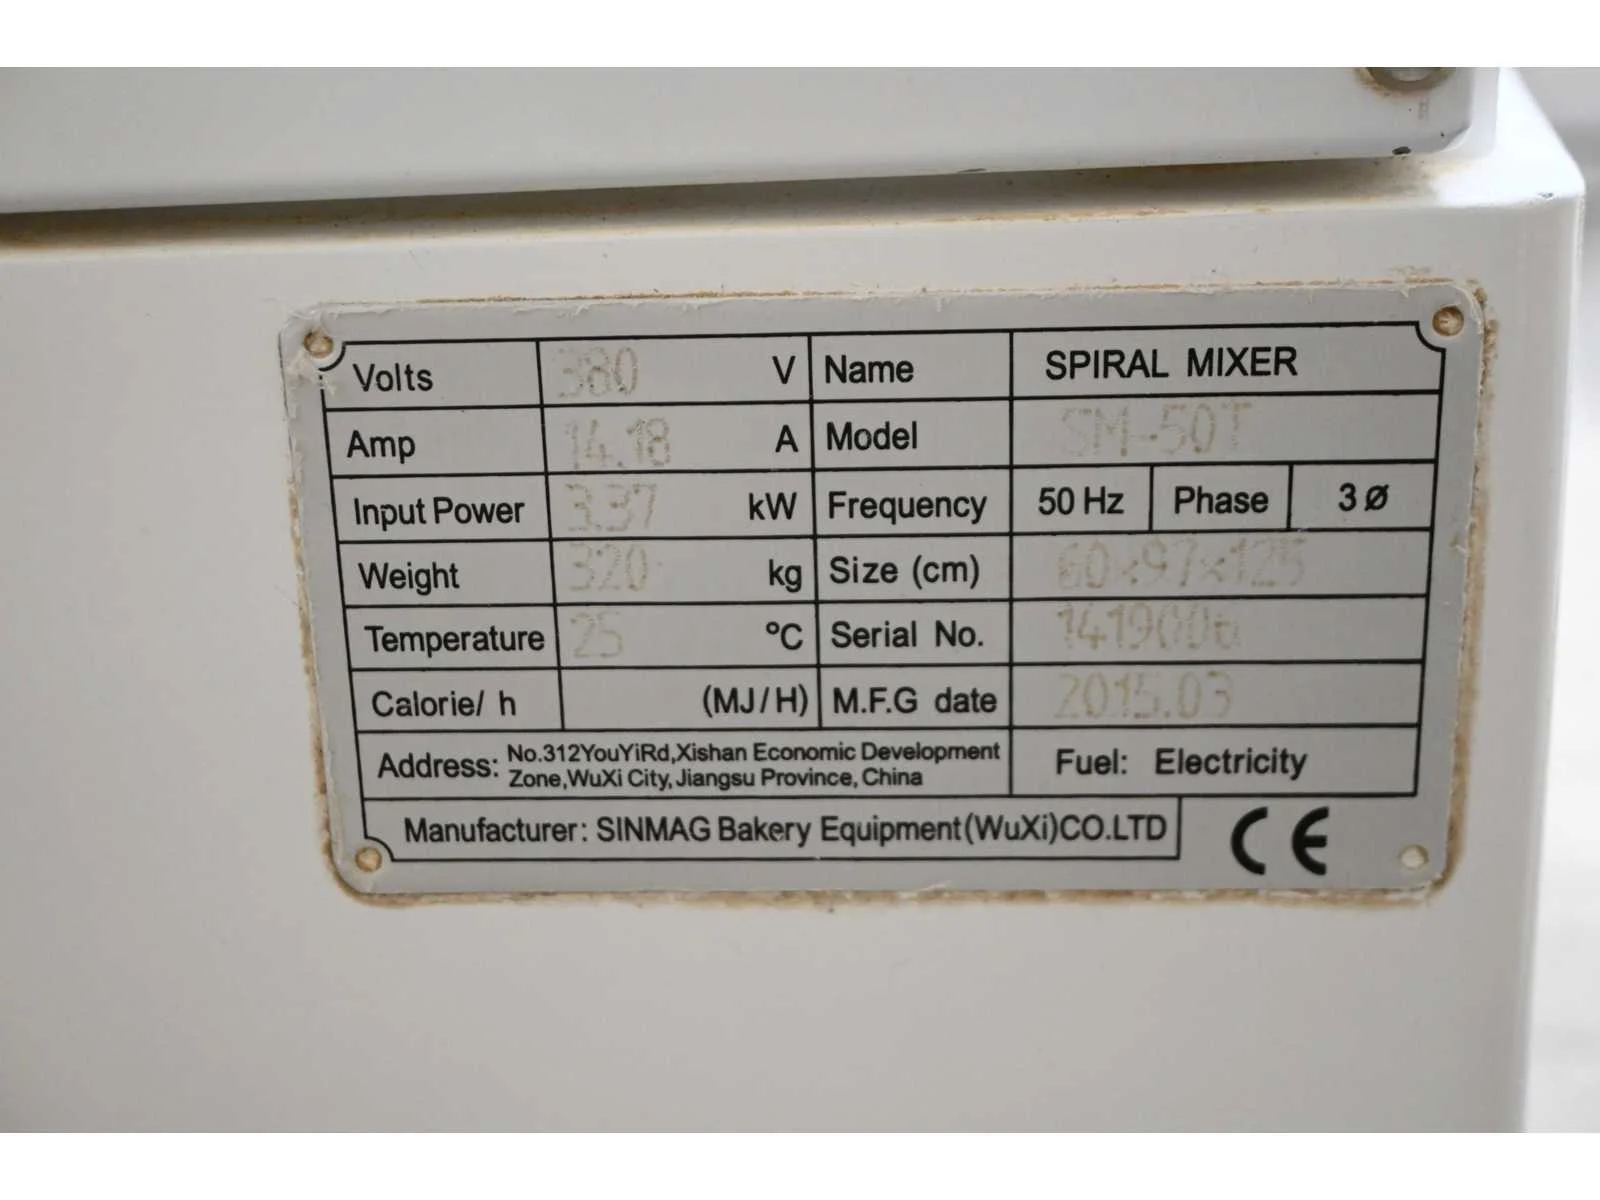 Volts 380 V Name SPIRAL MIXER
Amp 14.18 A Model SM-50T
Input Power 3.37 kW Frequency 50 Hz Phase 3 Ø
Weight 320 kg Size (cm) 60×97×125
Temperature 25 °C Serial No.
Calorie/ h (MJ/H) M.F.G date 2015.03
Address: No.312YouYiRd,Xishan Economic Development
Zone,WuXi City,Jiangsu Province,China
Fuel: Electricity
Manufacturer: SINMAG Bakery Equipment(WuXi)CO.LTD
CE